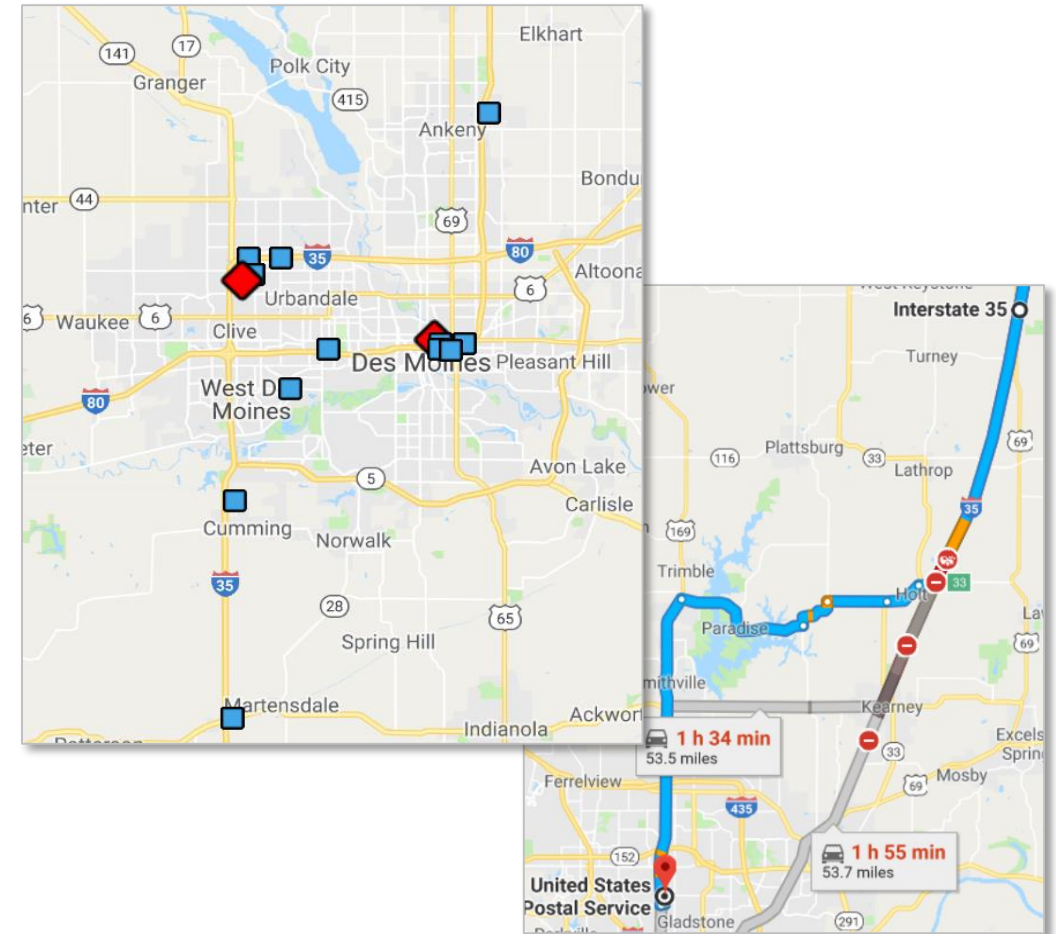 Elkhart
17
141
Polk City
Granger
415
Ankeny
Bondu
44
nter
69
80
35
Altoona
6
Urbandale
6
Waukee
6
Clive
Des Moines
Pleasant Hill
West D
Moines
80
eter
Avon Lake
5
Carlisle
Cumming
Norwalk
35
28
65
Spring Hill
Martensdale
Ackwor
Indianola
Interstate 35
Turney
wer
69
Plattsburg
116
33
Lathrop
35
169
Trimble
33
Holt
Paradise
69
mithville
Kearney
1 h 34 min
53.5 miles
33
Excels
Sprin
Mosby
69
Ferrelview
435
1 h 55 min
53.7 miles
152
United States
Postal Service
Gladstone
291